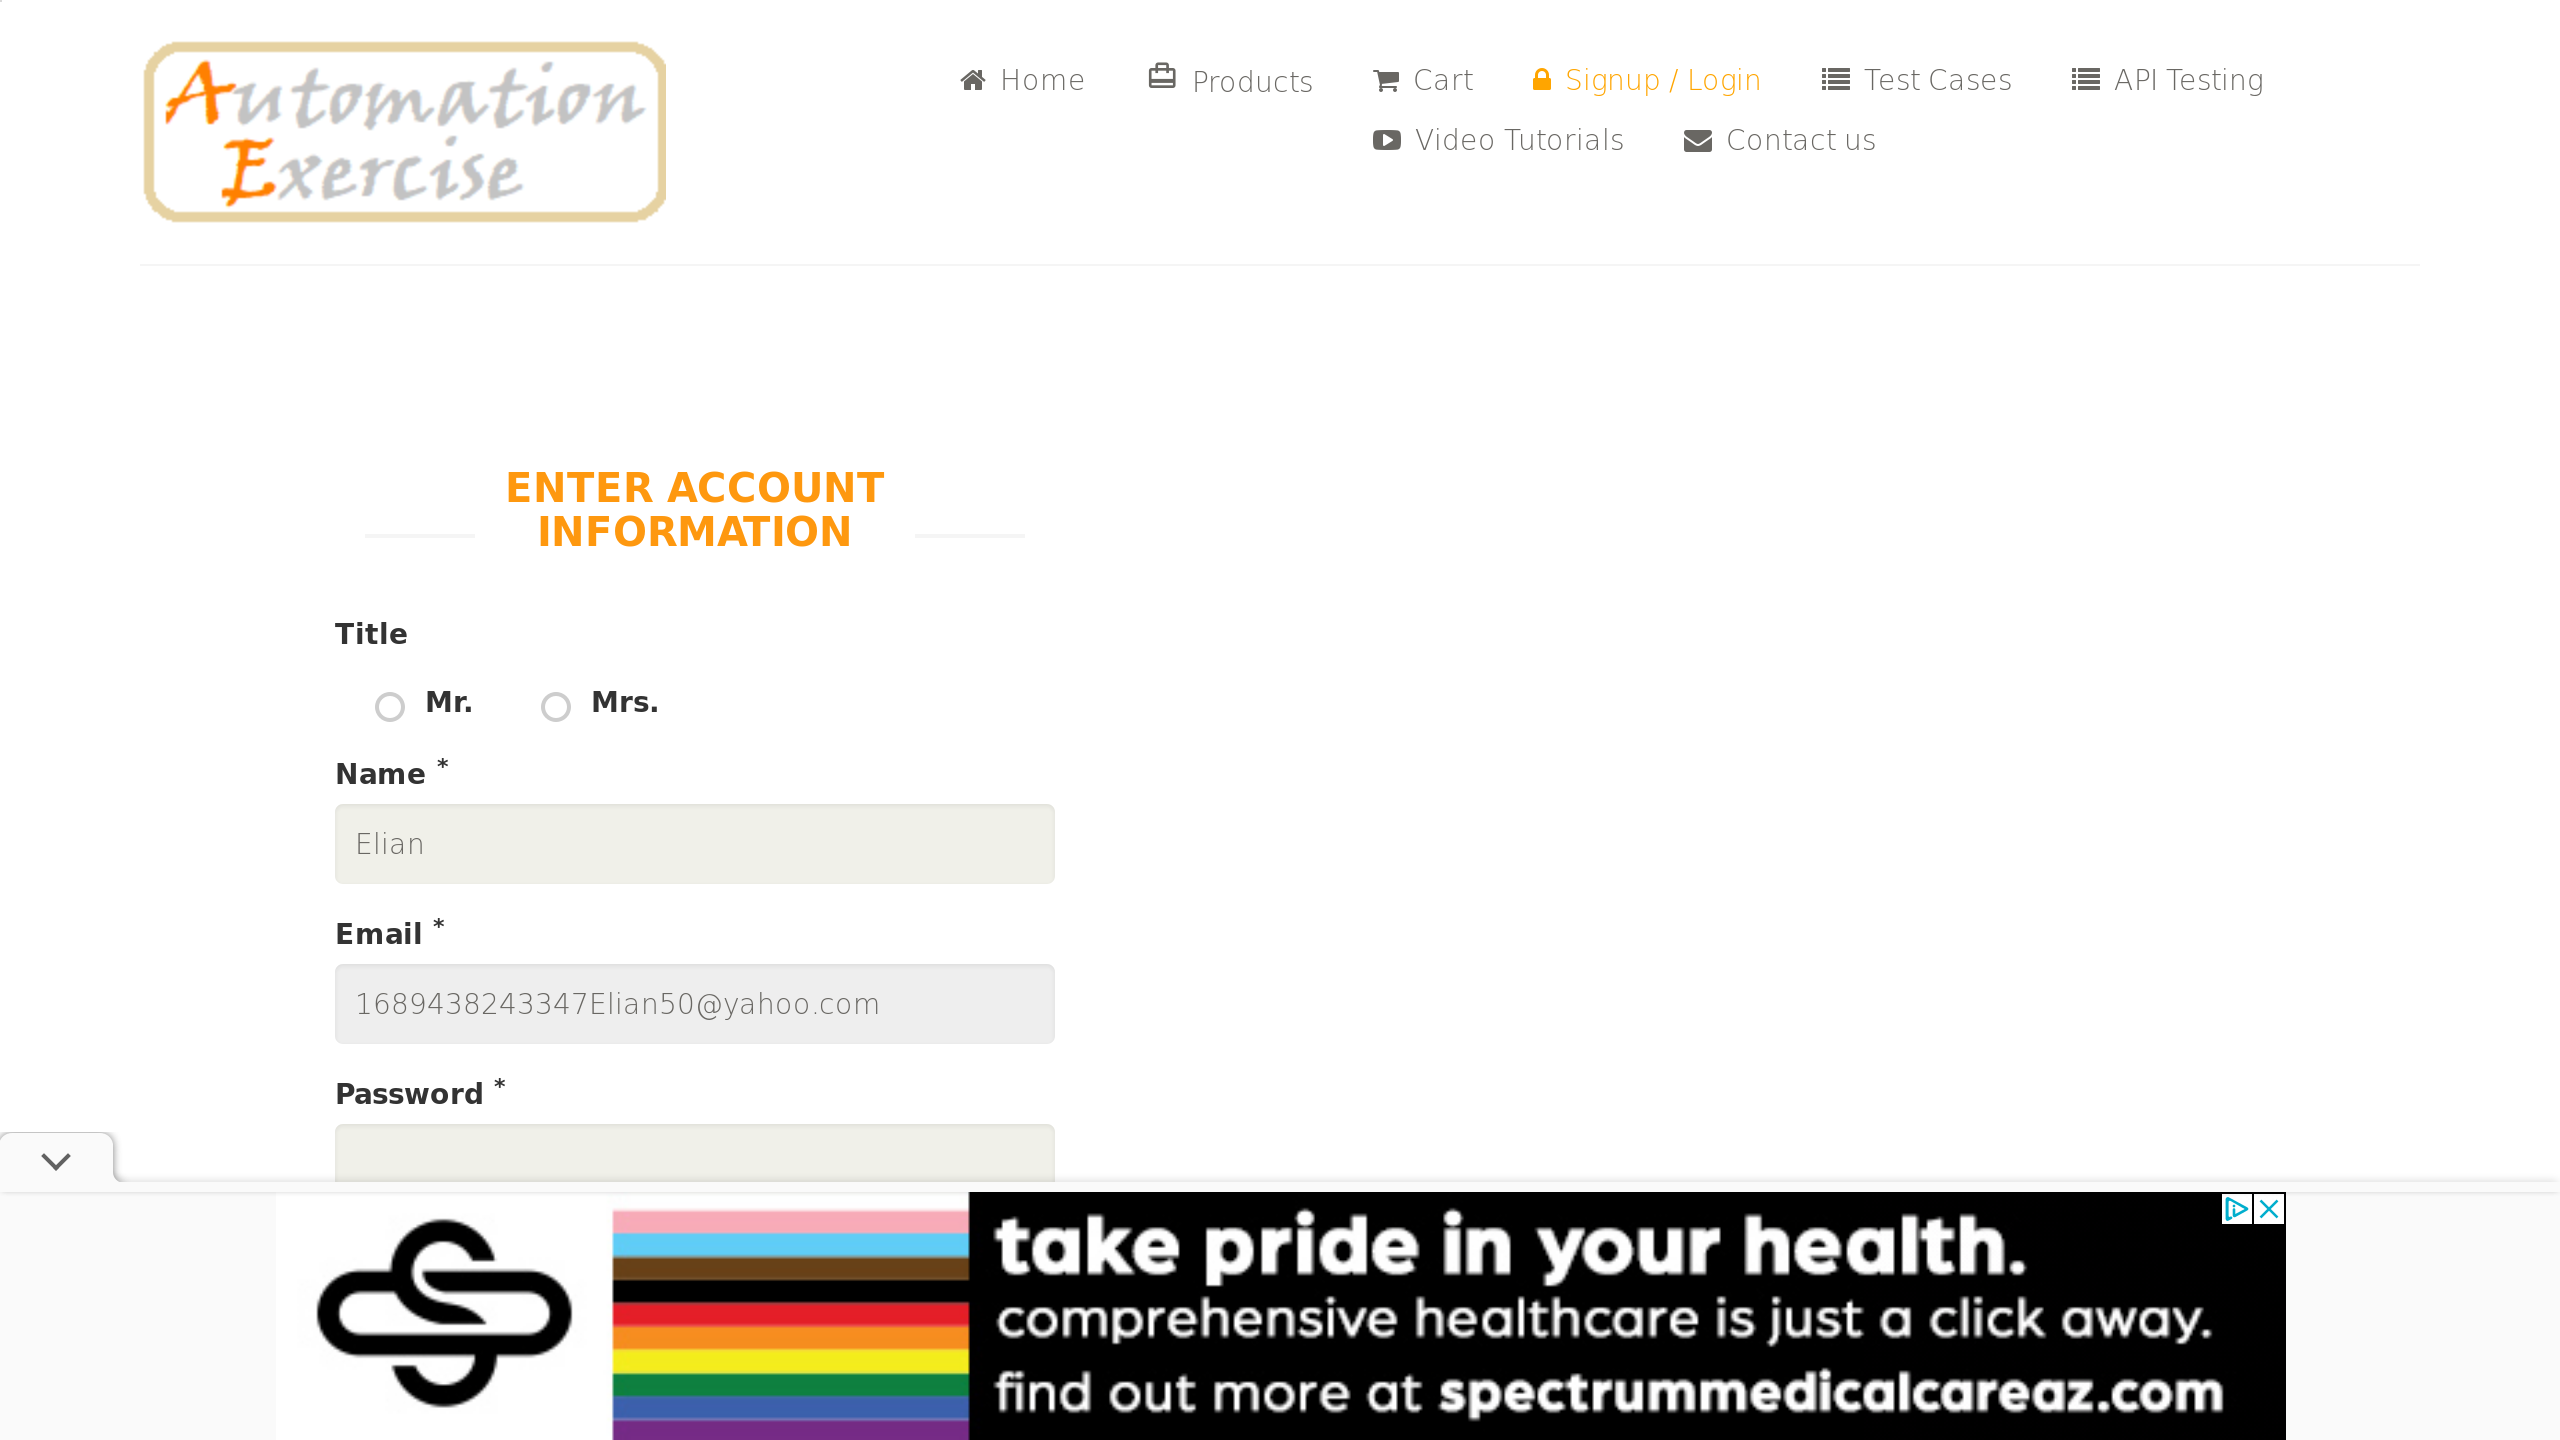 Automation
Exercise
Home
Products
Cart
Signup / Login
Test Cases
API Testing
Video Tutorials
Contact us
ENTER ACCOUNT
INFORMATION
Title
Mr.
Mrs.
Name *
Elian
Email *
1689438243347Elian50@yahoo.com
Password *
take pride in your health.
comprehensive healthcare is just a click away.
find out more at spectrummedicalcareaz.com